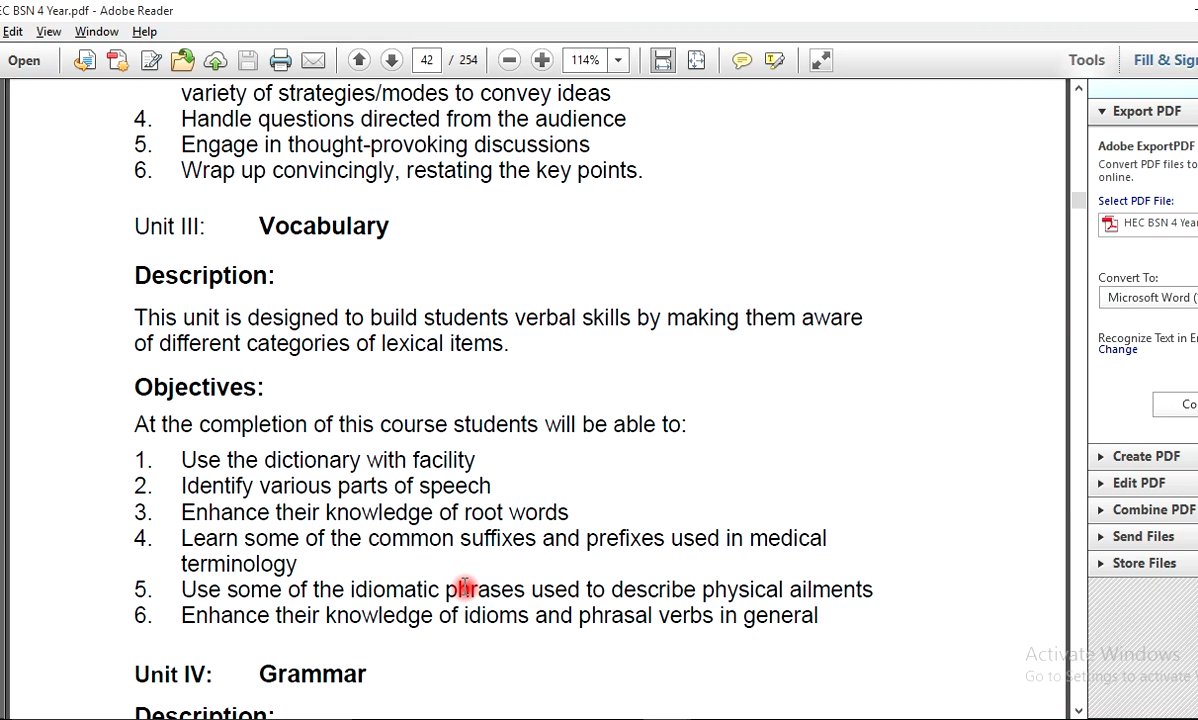 EC BSN 4 Year.pdf - Adobe Reader
Edit View Window Help
Open 42 / 254 114% Tools Fill & Sig
variety of strategies/modes to convey ideas
4. Handle questions directed from the audience
5. Engage in thought-provoking discussions
6. Wrap up convincingly, restating the key points.
Unit III: Vocabulary
Description:
This unit is designed to build students verbal skills by making them aware
of different categories of lexical items.
Objectives:
At the completion of this course students will be able to:
1. Use the dictionary with facility
2. Identify various parts of speech
3. Enhance their knowledge of root words
4. Learn some of the common suffixes and prefixes used in medical
terminology
5. Use some of the idiomatic phrases used to describe physical ailments
6. Enhance their knowledge of idioms and phrasal verbs in general
Unit IV: Grammar
Description:
Export PDF
Adobe ExportPDF
Convert PDF files to
online.
Select PDF File:
HEC BSN 4 Year
Convert To:
Microsoft Word (
Recognize Text in E
Change
Co
Create PDF
Edit PDF
Combine PDF
Send Files
Store Files
Activate Windows
Go to Settings to activate